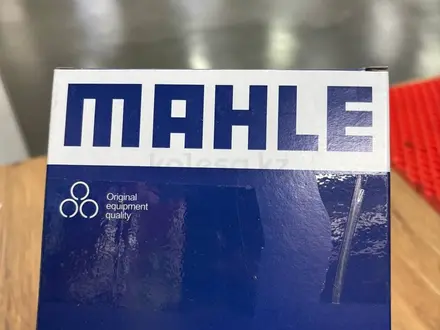 MAHLE
kolesa.kz
Original
equipment
quality